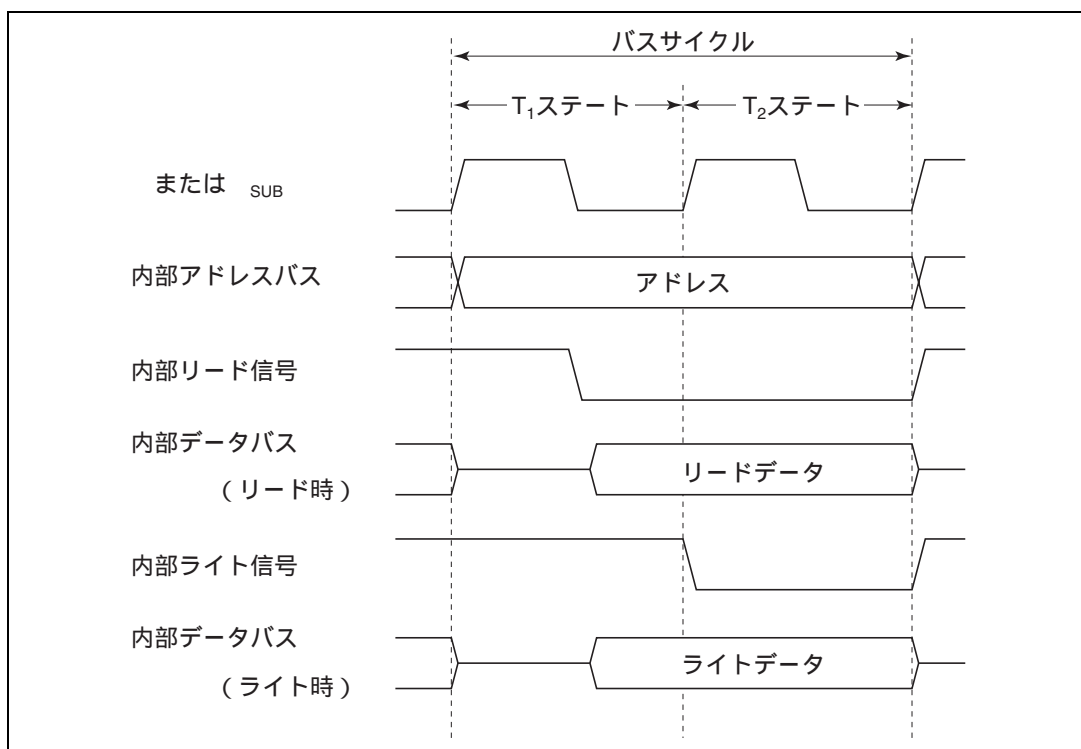 バスサイクル
T₁ステート
T₂ステート
または SUB
内部アドレスバス
アドレス
内部リード信号
内部データバス
(リード時)
リードデータ
内部ライト信号
内部データバス
(ライト時)
ライトデータ